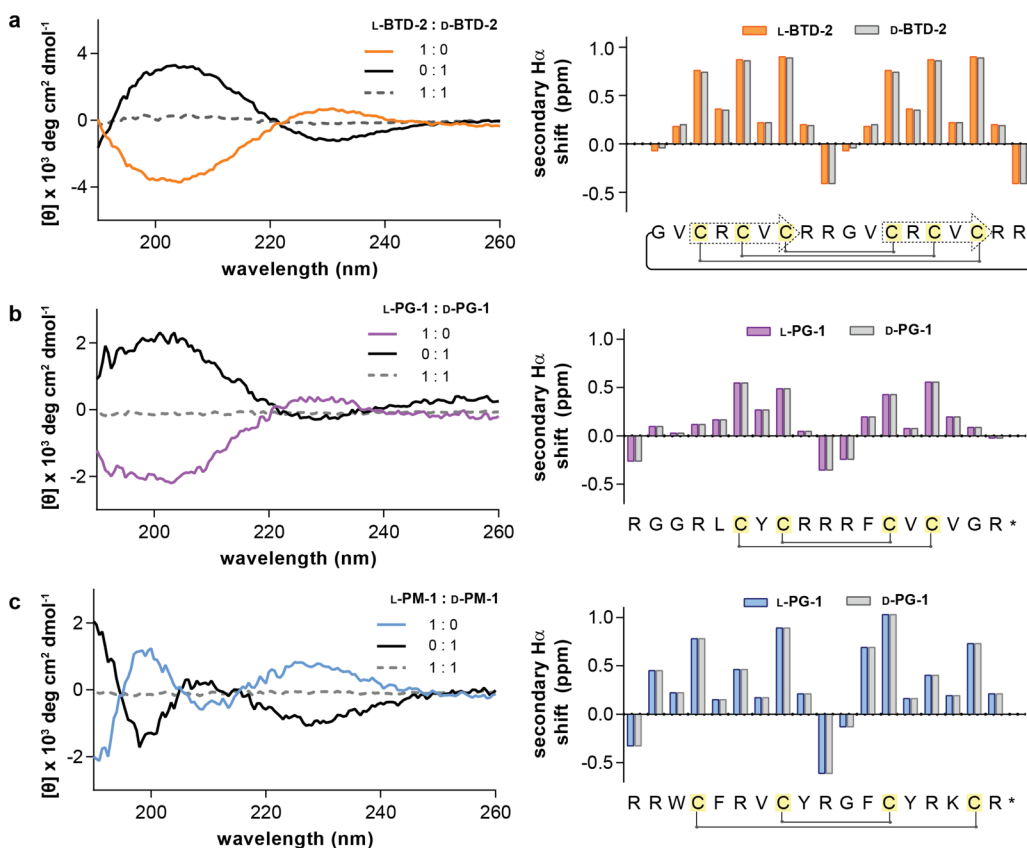 a
L-BTD-2 : D-BTD-2
1 : 0
0 : 1
1 : 1
4
0
-4
[θ] x 10³ deg cm² dmol⁻¹
200
220
240
260
wavelength (nm)
L-BTD-2
D-BTD-2
1.0
0.5
0.0
-0.5
secondary Hα
shift (ppm)
G V C R C V C R R G V C R C V C R R
b
L-PG-1 : D-PG-1
1 : 0
0 : 1
1 : 1
2
0
-2
[θ] x 10³ deg cm² dmol⁻¹
200
220
240
260
wavelength (nm)
L-PG-1
D-PG-1
1.0
0.5
0.0
-0.5
secondary Hα
shift (ppm)
R G G R L C Y C R R R F C V C V G R *
c
L-PM-1 : D-PM-1
1 : 0
0 : 1
1 : 1
2
0
-2
[θ] x 10³ deg cm² dmol⁻¹
200
220
240
260
wavelength (nm)
L-PG-1
D-PG-1
1.0
0.5
0.0
-0.5
secondary Hα
shift (ppm)
R R W C F R V C Y R G F C Y R K C R *